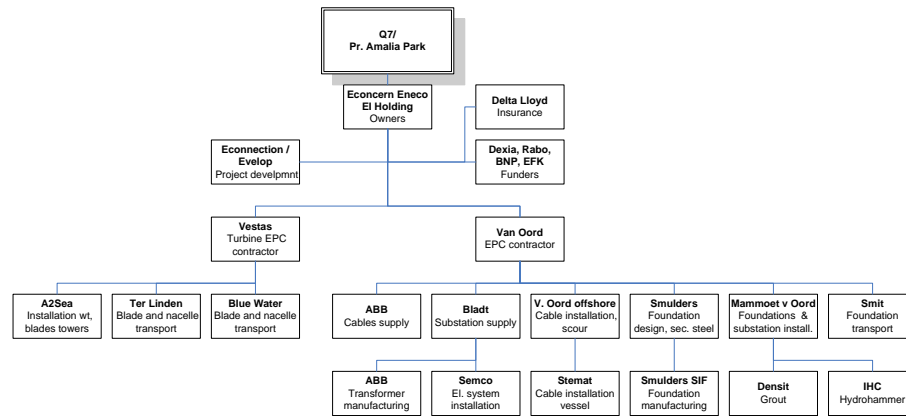 Q7/
Pr. Amalia Park
Econcern Eneco
EI Holding
Owners
Delta Lloyd
Insurance
Econnection /
Evelop
Project develpmnt
Dexia, Rabo,
BNP, EFK
Funders
Vestas
Turbine EPC
contractor
Van Oord
EPC contractor
A2Sea
Installation wt,
blades towers
Ter Linden
Blade and nacelle
transport
Blue Water
Blade and nacelle
transport
ABB
Cables supply
Bladt
Substation supply
V. Oord offshore
Cable installation,
scour
Smulders
Foundation
design, sec. steel
Mammoet v Oord
Foundations &
substation install.
Smit
Foundation
transport
ABB
Transformer
manufacturing
Semco
El. system
installation
Stemat
Cable installation
vessel
Smulders SIF
Foundation
manufacturing
Densit
Grout
IHC
Hydrohammer